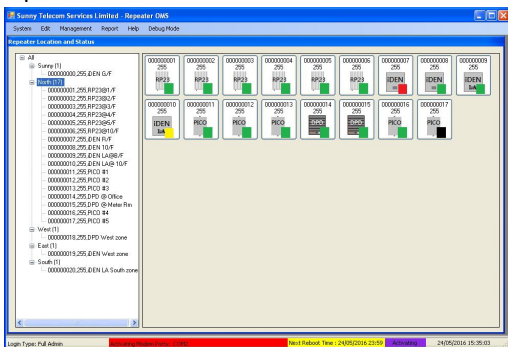 Sunny Telecom Services Limited - Repeater OMS
System Edit Management Report Help Debug Mode
Repeater Location and Status
All
Sunny (1)
000000000,255,iDEN G/F
North (17)
000000001,255,RP23@1/F
000000002,255,RP23@2/F
000000003,255,RP23@3/F
000000004,255,RP23@4/F
000000005,255,RP23@5/F
000000006,255,RP23@10/F
000000007,255,iDEN R/F
000000008,255,iDEN 10/F
000000009,255,iDEN LA@8/F
000000010,255,iDEN LA@ 10/F
000000011,255,PICO #1
000000012,255,PICO #2
000000013,255,PICO #3
000000014,255,DPD @ Office
000000015,255,DPD @ Meter Rm
000000016,255,PICO #4
000000017,255,PICO #5
West (1)
000000018,255,DPD West zone
East (1)
000000019,255,iDEN West zone
South (1)
000000020,255,iDEN LA South zone
000000001 000000002 000000003 000000004 000000005 000000006 000000007 000000008 000000009
255 255 255 255 255 255 255 255 255
RP23 RP23 RP23 RP23 RP23 RP23 iDEN iDEN iDEN
LA
000000010 000000011 000000012 000000013 000000014 000000015 000000016 000000017
255 255 255 255 255 255 255 255
iDEN PICO PICO PICO DPD DPD PICO PICO
LA
Login Type: Full Admin Next Reboot Time : 24/05/2016 23:59 Activating 24/05/2016 15:35:03